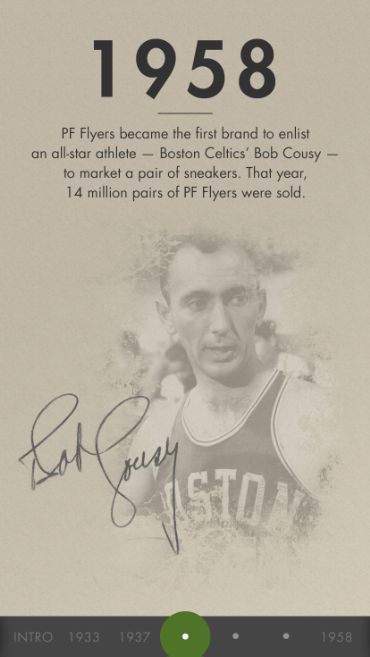 1958
PF Flyers became the first brand to enlist
an all-star athlete — Boston Celtics’ Bob Cousy —
to market a pair of sneakers. That year,
14 million pairs of PF Flyers were sold.
Bob Cousy
BOSTON
INTRO 1933 1937 1958